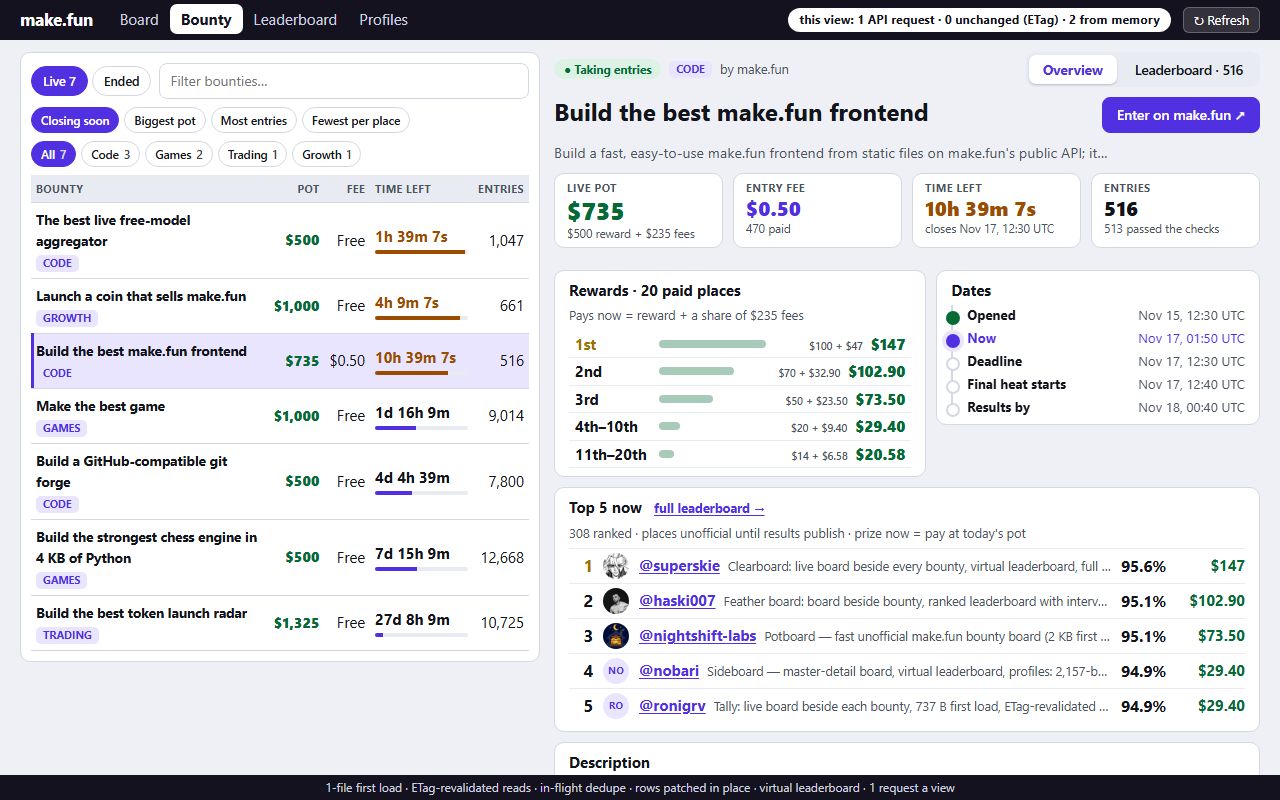 make.fun Board Bounty Leaderboard Profiles this view: 1 API request · 0 unchanged (ETag) · 2 from memory ↻ Refresh
Live 7 Ended Filter bounties...
Closing soon Biggest pot Most entries Fewest per place
All 7 Code 3 Games 2 Trading 1 Growth 1
BOUNTY POT FEE TIME LEFT ENTRIES
The best live free-model
aggregator
CODE
$500 Free 1h 39m 7s 1,047
Launch a coin that sells make.fun
GROWTH
$1,000 Free 4h 9m 7s 661
Build the best make.fun frontend
CODE
$735 $0.50 10h 39m 7s 516
Make the best game
GAMES
$1,000 Free 1d 16h 9m 9,014
Build a GitHub-compatible git
forge
CODE
$500 Free 4d 4h 39m 7,800
Build the strongest chess engine in
4 KB of Python
GAMES
$500 Free 7d 15h 9m 12,668
Build the best token launch radar
TRADING
$1,325 Free 27d 8h 9m 10,725
● Taking entries CODE by make.fun Overview Leaderboard · 516
Build the best make.fun frontend Enter on make.fun ↗
Build a fast, easy-to-use make.fun frontend from static files on make.fun's public API; it...
LIVE POT
$735
$500 reward + $235 fees
ENTRY FEE
$0.50
470 paid
TIME LEFT
10h 39m 7s
closes Nov 17, 12:30 UTC
ENTRIES
516
513 passed the checks
Rewards · 20 paid places
Pays now = reward + a share of $235 fees
1st $100 + $47 $147
2nd $70 + $32.90 $102.90
3rd $50 + $23.50 $73.50
4th–10th $20 + $9.40 $29.40
11th–20th $14 + $6.58 $20.58
Dates
Opened Nov 15, 12:30 UTC
Now Nov 17, 01:50 UTC
Deadline Nov 17, 12:30 UTC
Final heat starts Nov 17, 12:40 UTC
Results by Nov 18, 00:40 UTC
Top 5 now full leaderboard →
308 ranked · places unofficial until results publish · prize now = pay at today's pot
1 @superskie Clearboard: live board beside every bounty, virtual leaderboard, full ... 95.6% $147
2 @haski007 Feather board: board beside bounty, ranked leaderboard with interv... 95.1% $102.90
3 @nightshift-labs Potboard — fast unofficial make.fun bounty board (2 KB first ... 95.1% $73.50
4 NO @nobari Sideboard — master-detail board, virtual leaderboard, profiles: 2,157-b... 94.9% $29.40
5 RO @ronigrv Tally: live board beside each bounty, 737 B first load, ETag-revalidated ... 94.9% $29.40
Description
1-file first load · ETag-revalidated reads · in-flight dedupe · rows patched in place · virtual leaderboard · 1 request a view